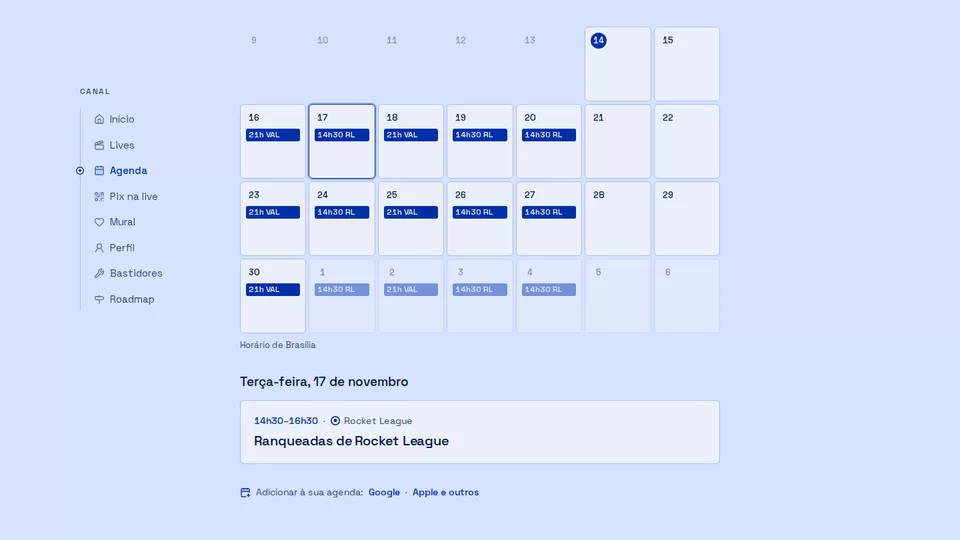 9 10 11 12 13 14 15
CANAL
Início
Lives
Agenda
Pix na live
Mural
Perfil
Bastidores
Roadmap
16 17 18 19 20 21 22
21h VAL 14h30 RL 21h VAL 14h30 RL 14h30 RL
23 24 25 26 27 28 29
21h VAL 14h30 RL 21h VAL 14h30 RL 14h30 RL
30 1 2 3 4 5 6
21h VAL 14h30 RL 21h VAL 14h30 RL 14h30 RL
Horário de Brasília
Terça-feira, 17 de novembro
14h30–16h30 · Rocket League
Ranqueadas de Rocket League
Adicionar à sua agenda: Google · Apple e outros